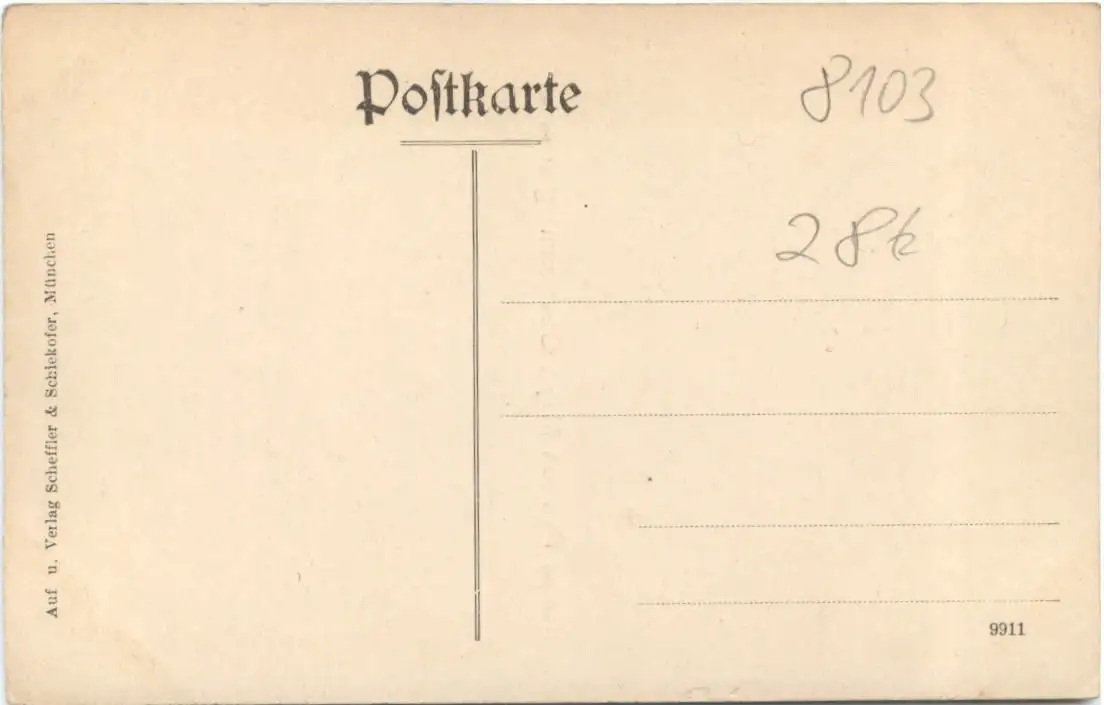 Poſtkarte
8103
28.-
Auf u. Verlag Scheffler & Schiekofer, München
9911